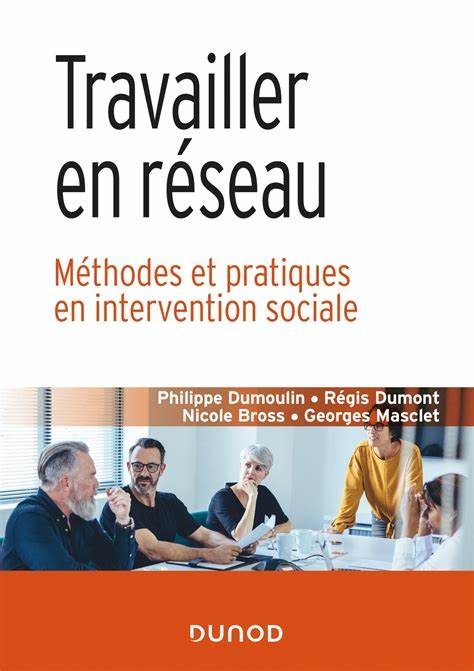 Travailler
en réseau
Méthodes et pratiques
en intervention sociale
Philippe Dumoulin • Régis Dumont
Nicole Bross • Georges Masclet
DUNOD